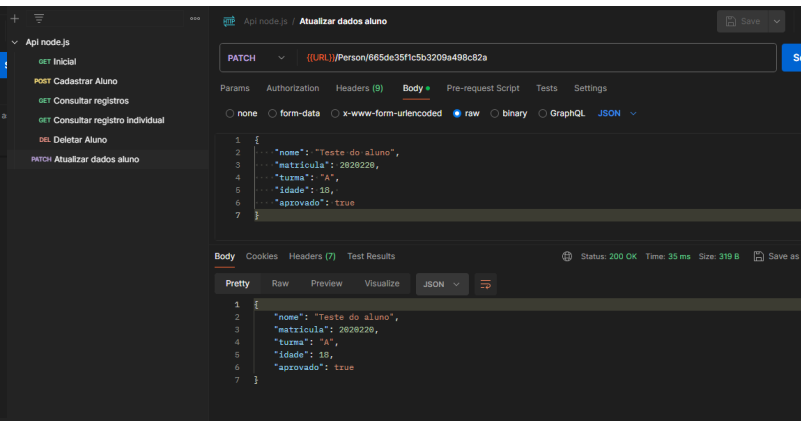 Api node.js / Atualizar dados aluno
Save
Api node.js
GET Inicial
POST Cadastrar Aluno
GET Consultar registros
GET Consultar registro individual
DEL Deletar Aluno
PATCH Atualizar dados aluno
PATCH {{URL}}/Person/665de35f1c5b3209a498c82a
Params Authorization Headers (9) Body Pre-request Script Tests Settings
none form-data x-www-form-urlencoded raw binary GraphQL JSON
1 {
2 "nome": "Teste do aluno",
3 "matricula": 2020220,
4 "turma": "A",
5 "idade": 18,
6 "aprovado": true
7 }
Body Cookies Headers (7) Test Results Status: 200 OK Time: 35 ms Size: 319 B Save as
Pretty Raw Preview Visualize JSON
1 {
2 "nome": "Teste do aluno",
3 "matricula": 2020220,
4 "turma": "A",
5 "idade": 18,
6 "aprovado": true
7 }